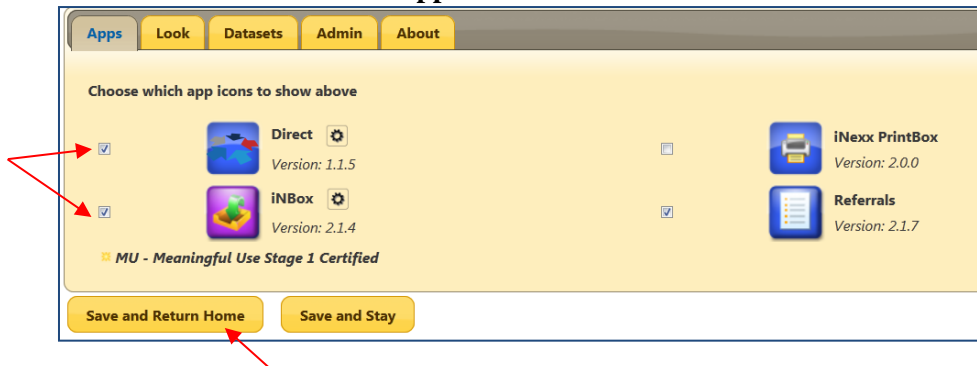 Apps Look Datasets Admin About
Choose which app icons to show above
Direct
Version: 1.1.5
iNexx PrintBox
Version: 2.0.0
iNBox
Version: 2.1.4
Referrals
Version: 2.1.7
MU - Meaningful Use Stage 1 Certified
Save and Return Home Save and Stay